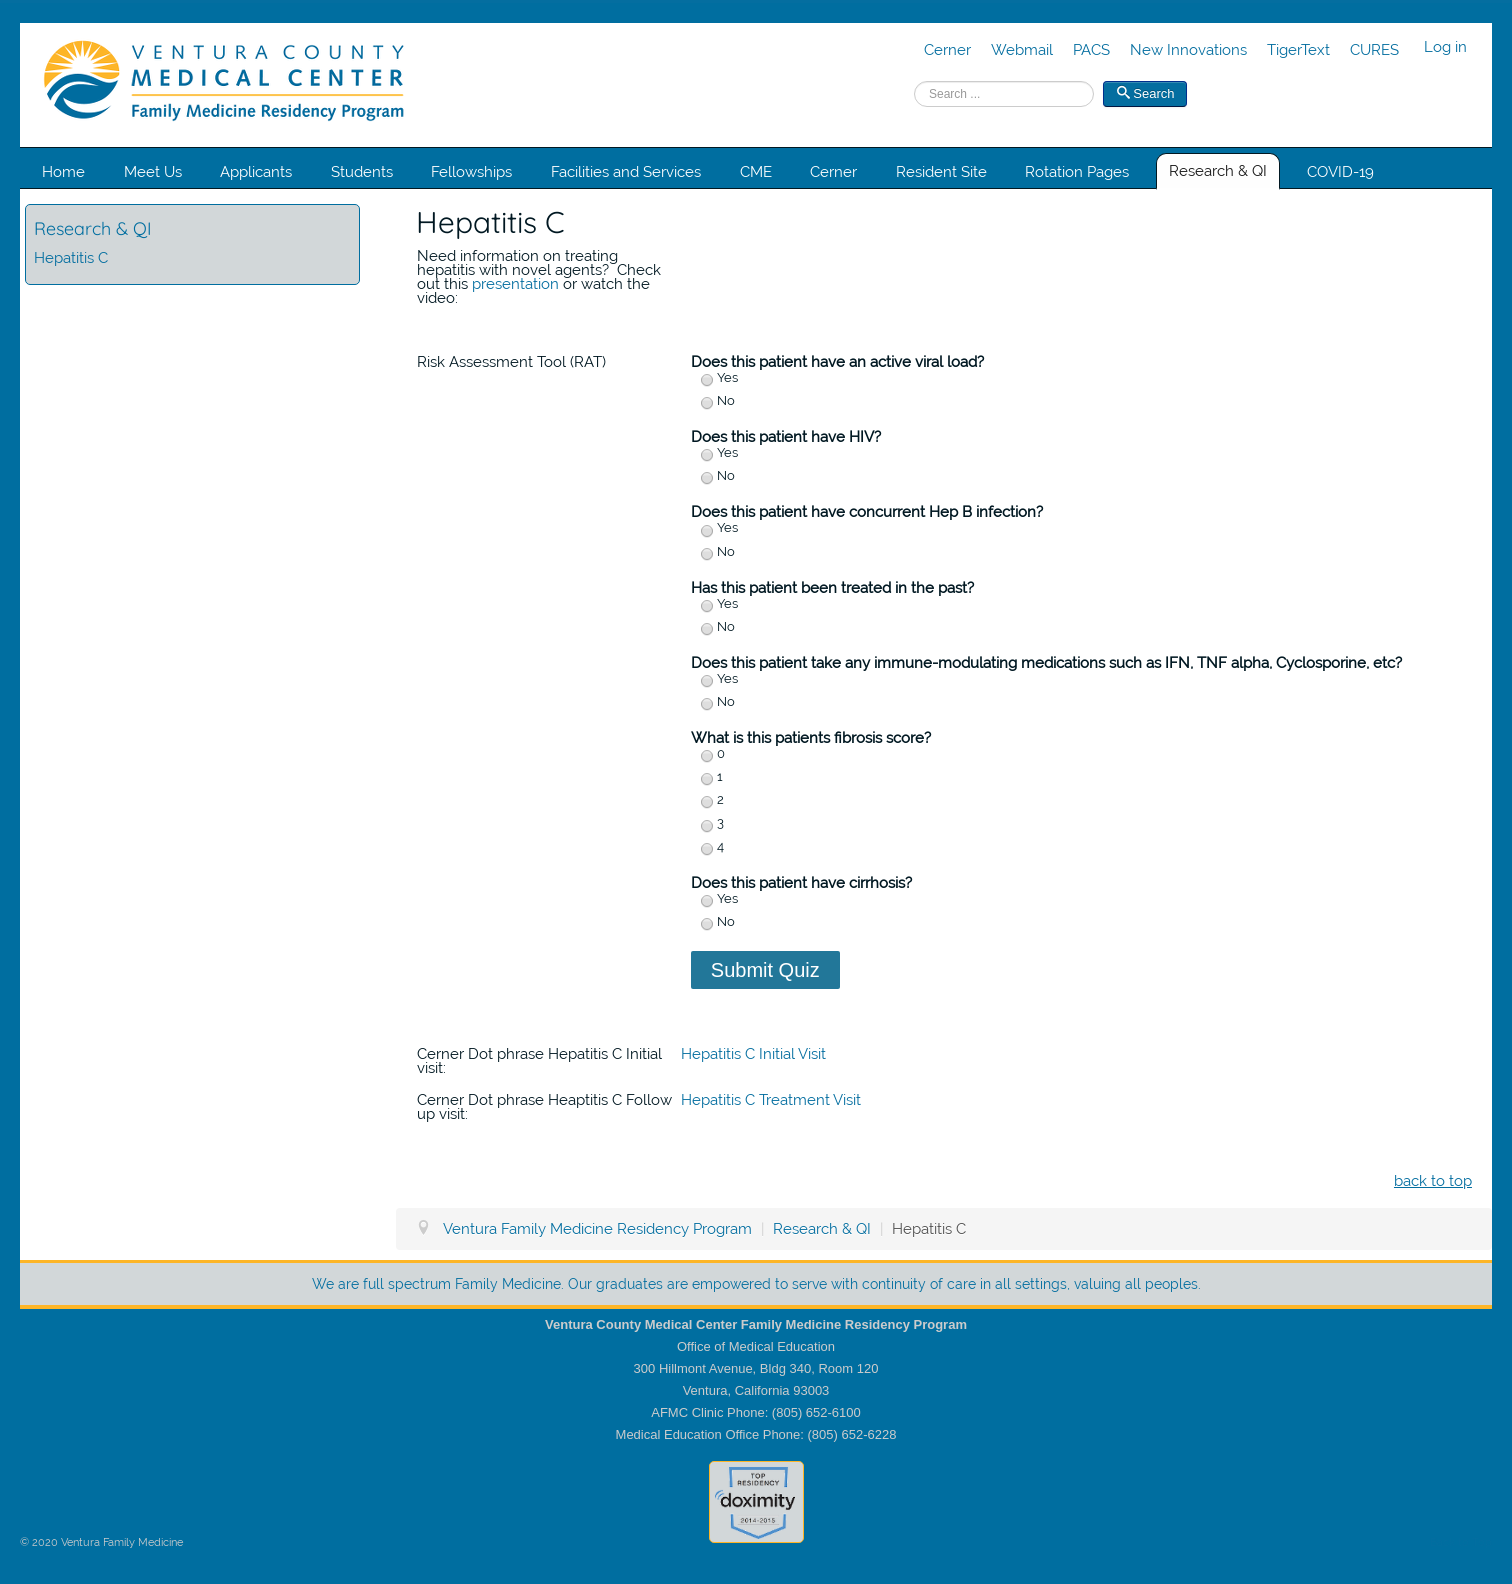 VENTURA COUNTY
MEDICAL CENTER
Family Medicine Residency Program
Cerner Webmail PACS New Innovations TigerText CURES Log in
Search ... Search
Home Meet Us Applicants Students Fellowships Facilities and Services CME Cerner Resident Site Rotation Pages Research & QI COVID-19
Research & QI
Hepatitis C
Hepatitis C
Need information on treating
hepatitis with novel agents?  Check
out this presentation or watch the
video:
Risk Assessment Tool (RAT)
Does this patient have an active viral load?
Yes
No
Does this patient have HIV?
Yes
No
Does this patient have concurrent Hep B infection?
Yes
No
Has this patient been treated in the past?
Yes
No
Does this patient take any immune-modulating medications such as IFN, TNF alpha, Cyclosporine, etc?
Yes
No
What is this patients fibrosis score?
0
1
2
3
4
Does this patient have cirrhosis?
Yes
No
Submit Quiz
Cerner Dot phrase Hepatitis C Initial
visit:
Hepatitis C Initial Visit
Cerner Dot phrase Heaptitis C Follow
up visit:
Hepatitis C Treatment Visit
back to top
Ventura Family Medicine Residency Program | Research & QI | Hepatitis C
We are full spectrum Family Medicine. Our graduates are empowered to serve with continuity of care in all settings, valuing all peoples.
Ventura County Medical Center Family Medicine Residency Program
Office of Medical Education
300 Hillmont Avenue, Bldg 340, Room 120
Ventura, California 93003
AFMC Clinic Phone: (805) 652-6100
Medical Education Office Phone: (805) 652-6228
TOP
RESIDENCY
doximity
2014-2015
© 2020 Ventura Family Medicine